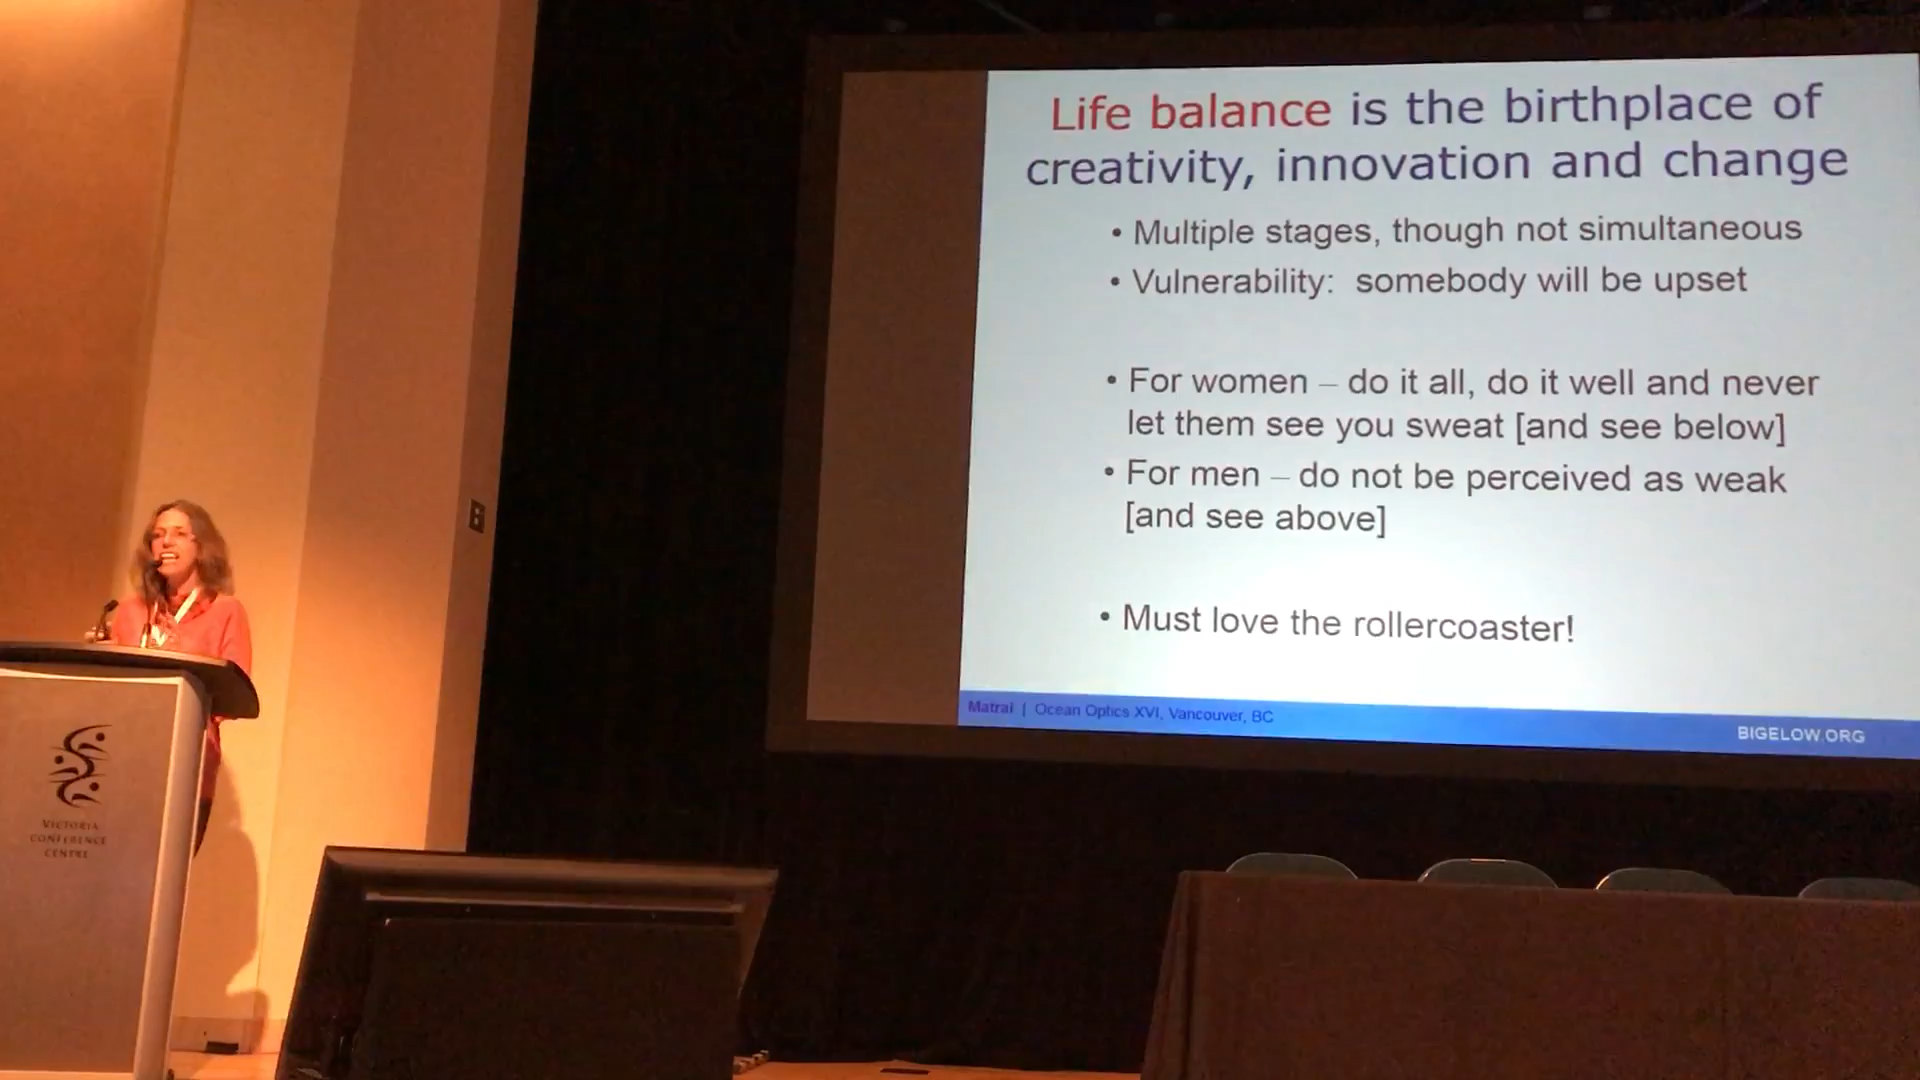 Life balance is the birthplace of
creativity, innovation and change
• Multiple stages, though not simultaneous
• Vulnerability: somebody will be upset
• For women – do it all, do it well and never
let them see you sweat [and see below]
• For men – do not be perceived as weak
[and see above]
• Must love the rollercoaster!
Matrai | Ocean Optics XVI, Vancouver, BC
BIGELOW.ORG
VICTORIA
CONFERENCE
CENTRE